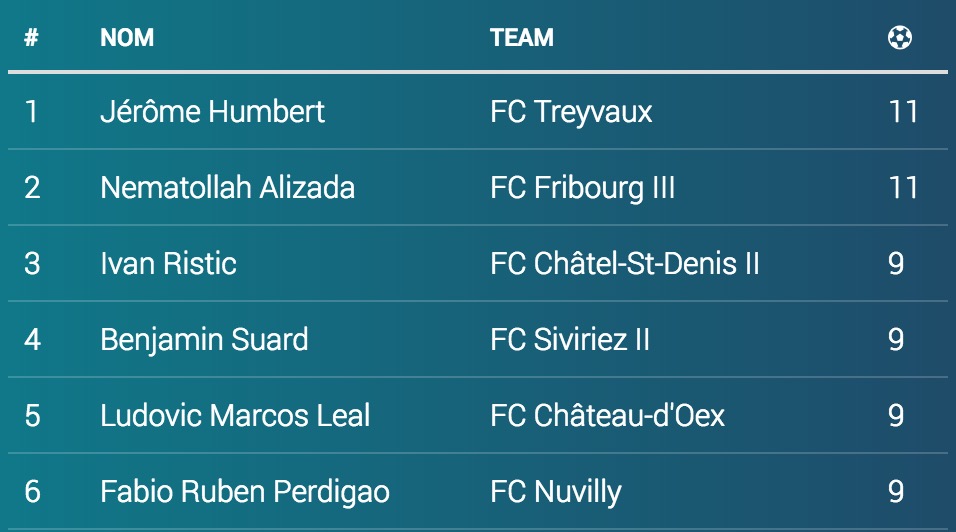 # NOM TEAM
1 Jérôme Humbert FC Treyvaux 11
2 Nematollah Alizada FC Fribourg III 11
3 Ivan Ristic FC Châtel-St-Denis II 9
4 Benjamin Suard FC Siviriez II 9
5 Ludovic Marcos Leal FC Château-d'Oex 9
6 Fabio Ruben Perdigao FC Nuvilly 9